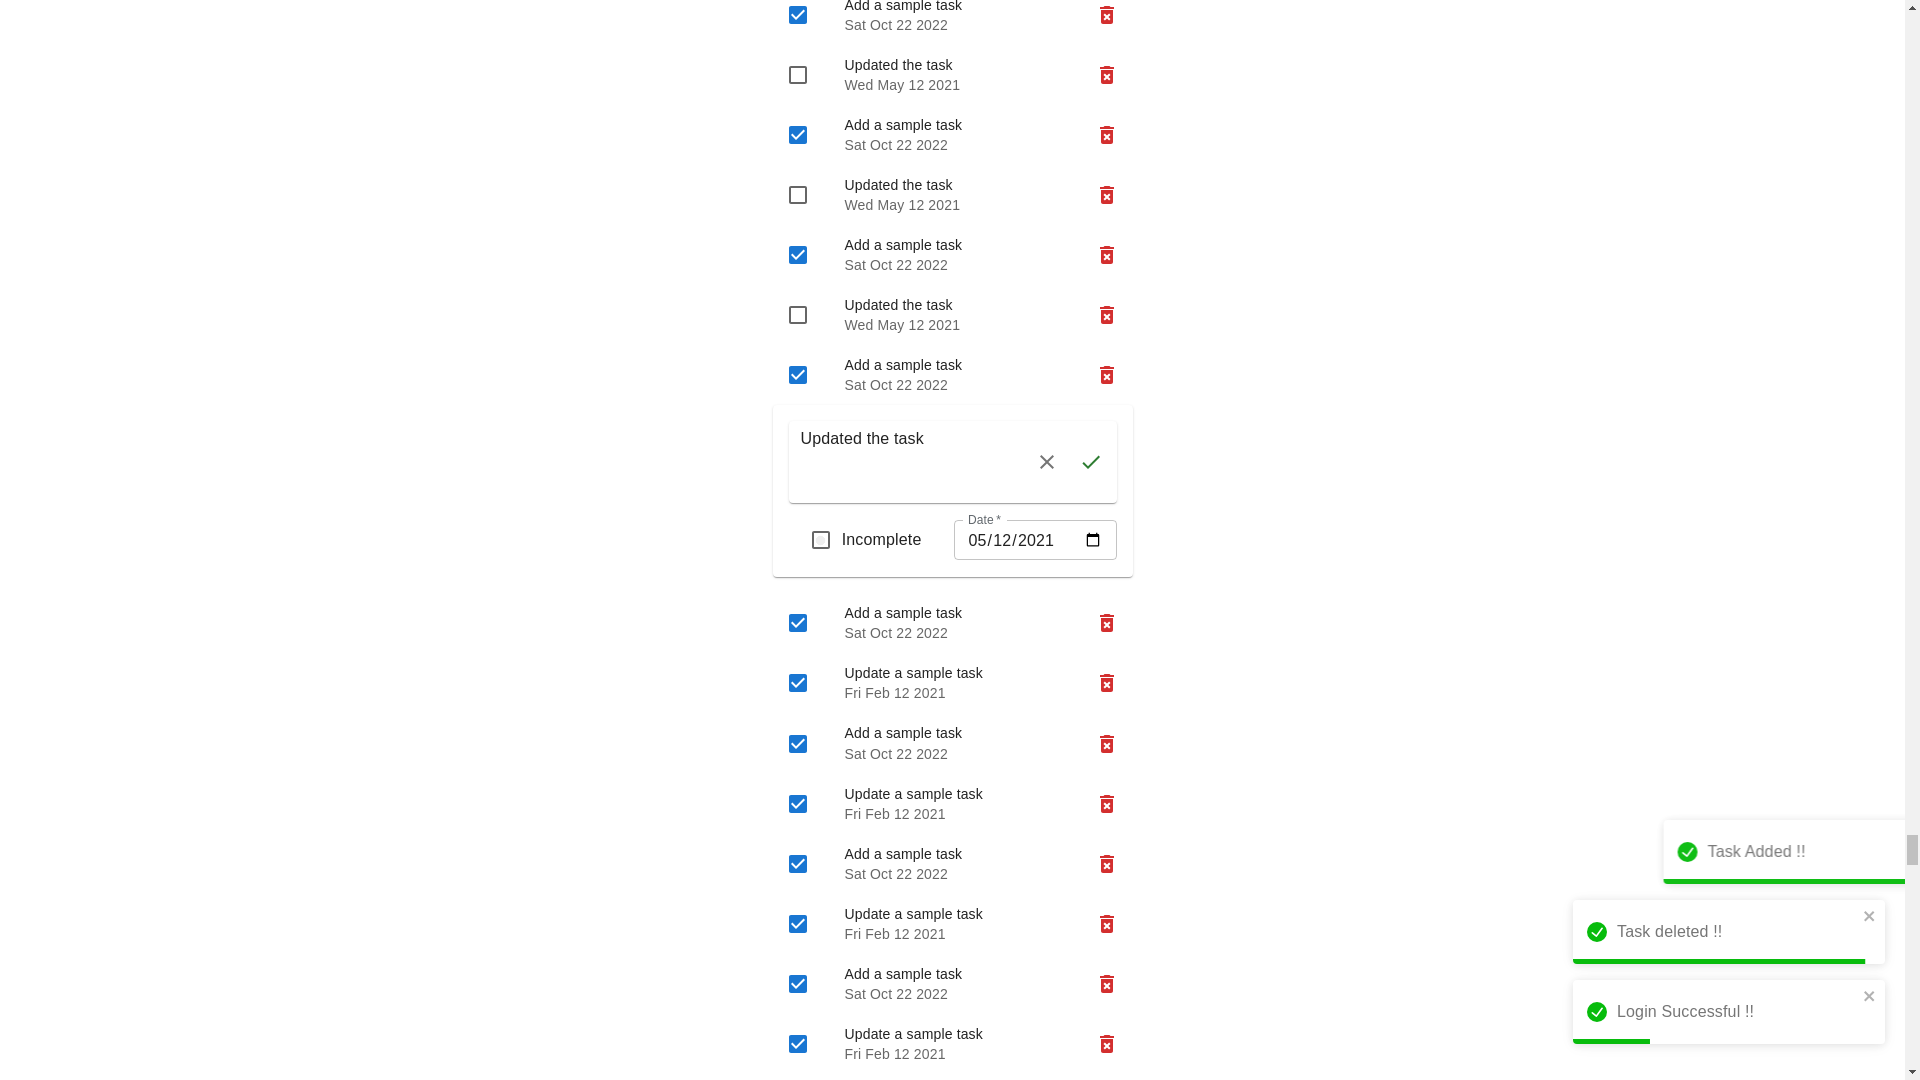 Add a sample task
Sat Oct 22 2022
Updated the task
Wed May 12 2021
Add a sample task
Sat Oct 22 2022
Updated the task
Wed May 12 2021
Add a sample task
Sat Oct 22 2022
Updated the task
Wed May 12 2021
Add a sample task
Sat Oct 22 2022
Updated the task
Incomplete
Date *
05/12/2021
Add a sample task
Sat Oct 22 2022
Update a sample task
Fri Feb 12 2021
Add a sample task
Sat Oct 22 2022
Update a sample task
Fri Feb 12 2021
Add a sample task
Sat Oct 22 2022
Update a sample task
Fri Feb 12 2021
Add a sample task
Sat Oct 22 2022
Update a sample task
Fri Feb 12 2021
Task Added !!
Task deleted !!
Login Successful !!